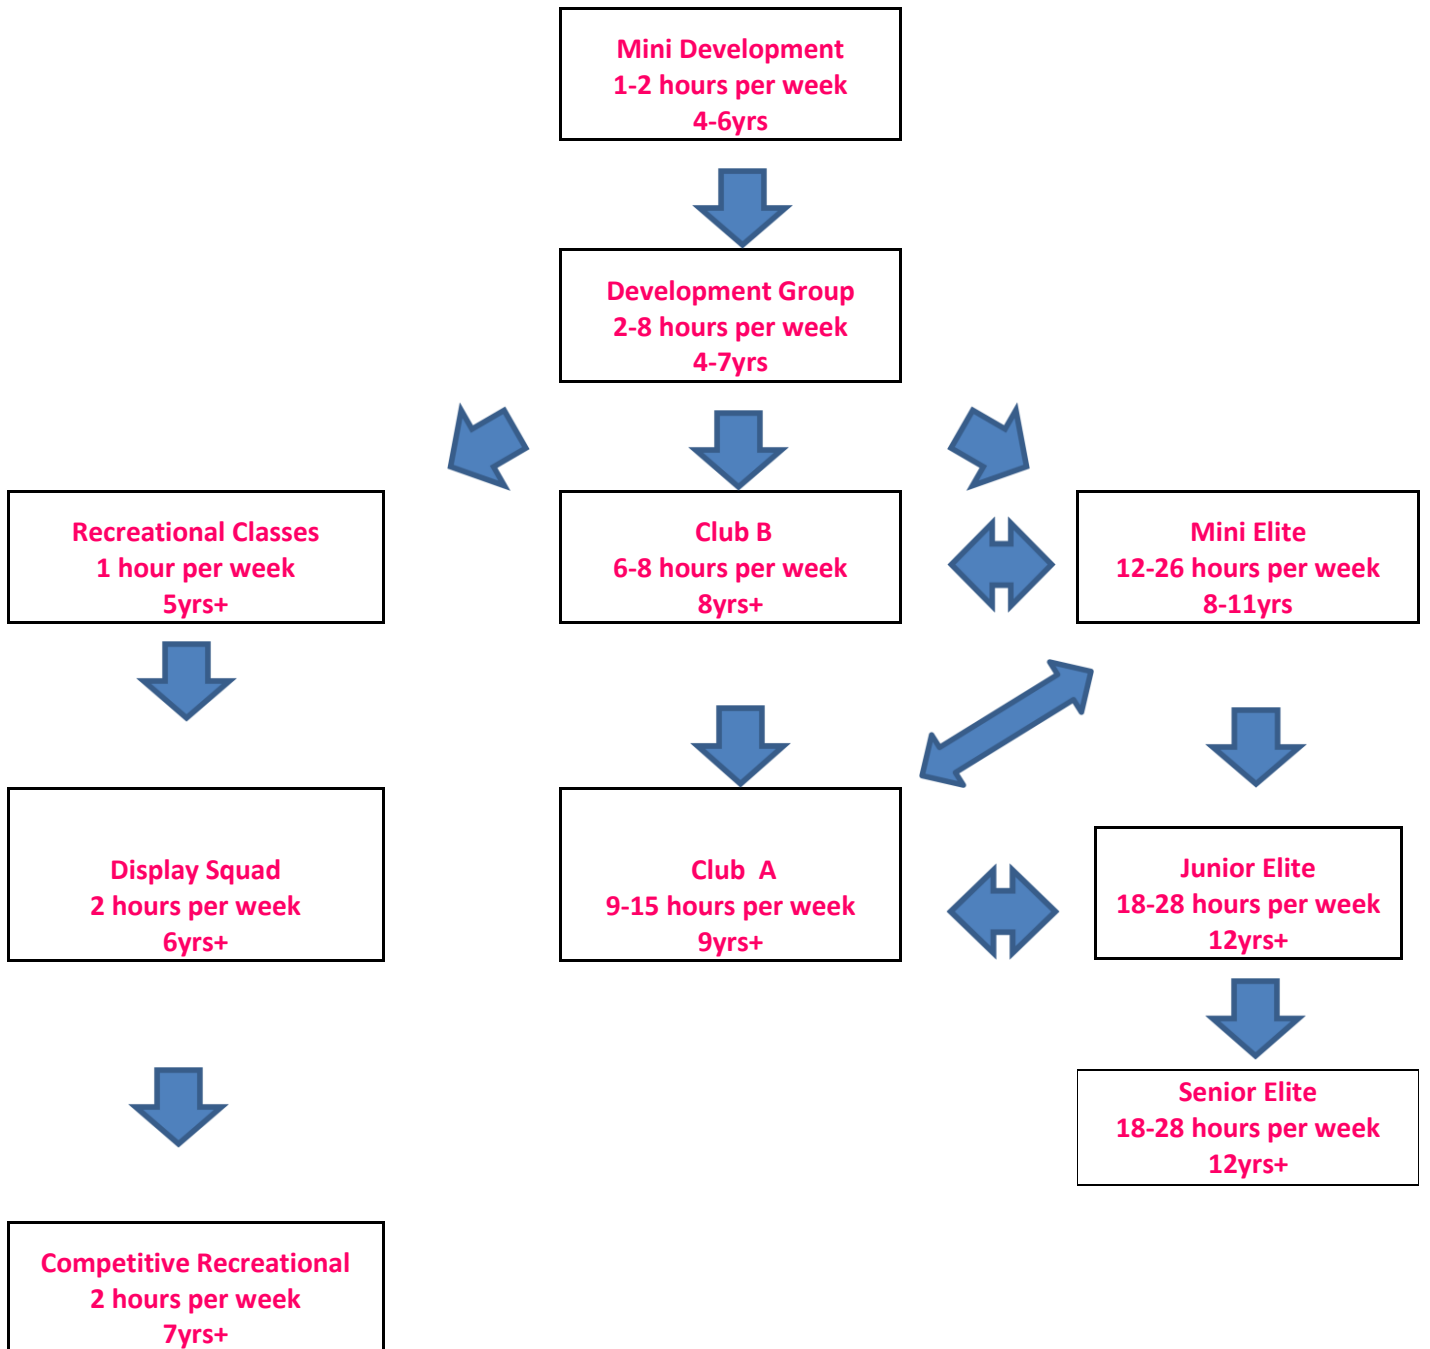 Mini Development
1-2 hours per week
4-6yrs
Development Group
2-8 hours per week
4-7yrs
Recreational Classes
1 hour per week
5yrs+
Club B
6-8 hours per week
8yrs+
Mini Elite
12-26 hours per week
8-11yrs
Display Squad
2 hours per week
6yrs+
Club A
9-15 hours per week
9yrs+
Junior Elite
18-28 hours per week
12yrs+
Senior Elite
18-28 hours per week
12yrs+
Competitive Recreational
2 hours per week
7yrs+